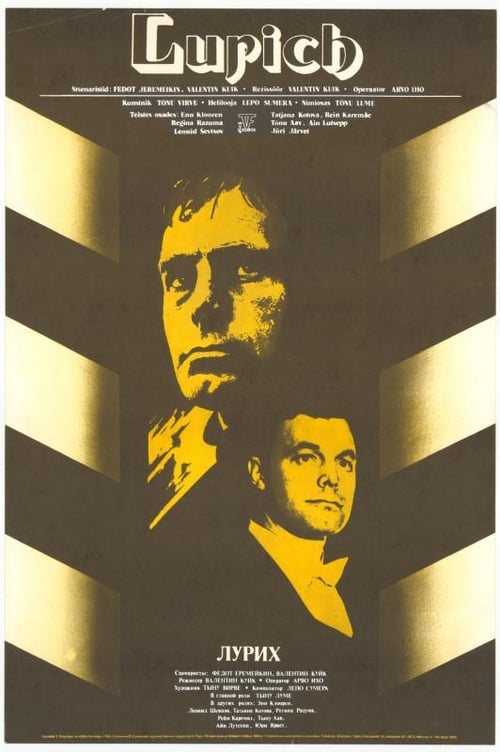 Lurich
Stsenaristid: FEDOT JEREMEIKIN, VALENTIN KUIK • Režissöör VALENTIN KUIK • Operaator ARVO IHO
Kunstnik TÕNU VIRVE • Helilooja LEPO SUMERA • Nimiosas TÕNU LUME
Teistes osades: Enn Klooren Tatjana Kotova, Rein Karemäe
Regina Razuma Tõnu Aav, Ain Lutsepp
Leonid Ševtsov Jüri Järvet
ЛУРИХ
Сценаристы: ФЕДОТ ЕРЕМЕЙКИН, ВАЛЕНТИН КУЙК
Режиссер ВАЛЕНТИН КУЙК • Оператор АРВО ИХО
Художник ТЫНУ ВИРВЕ • Композитор ЛЕПО СУМЕРА
В главной роли ТЫНУ ЛУМЕ
В других ролях: Энн Клоорен,
Леонид Шевцов, Татьяна Котова, Регина Разума,
Рейн Каремяэ, Тыну Аав,
Айн Лутсепп, Юри Ярвет.